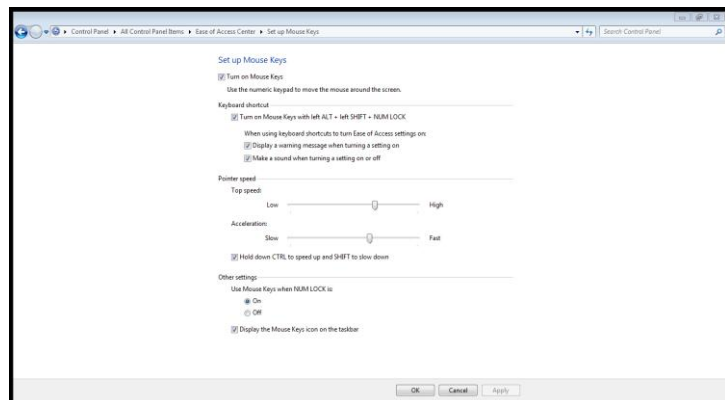 Control Panel ▸ All Control Panel Items ▸ Ease of Access Center ▸ Set up Mouse Keys
Search Control Panel
Set up Mouse Keys
Turn on Mouse Keys
Use the numeric keypad to move the mouse around the screen.
Keyboard shortcut
Turn on Mouse Keys with left ALT + left SHIFT + NUM LOCK
When using keyboard shortcuts to turn Ease of Access settings on:
Display a warning message when turning a setting on
Make a sound when turning a setting on or off
Pointer speed
Top speed:
Low High
Acceleration:
Slow Fast
Hold down CTRL to speed up and SHIFT to slow down
Other settings
Use Mouse Keys when NUM LOCK is:
On
Off
Display the Mouse Keys icon on the taskbar
OK Cancel Apply